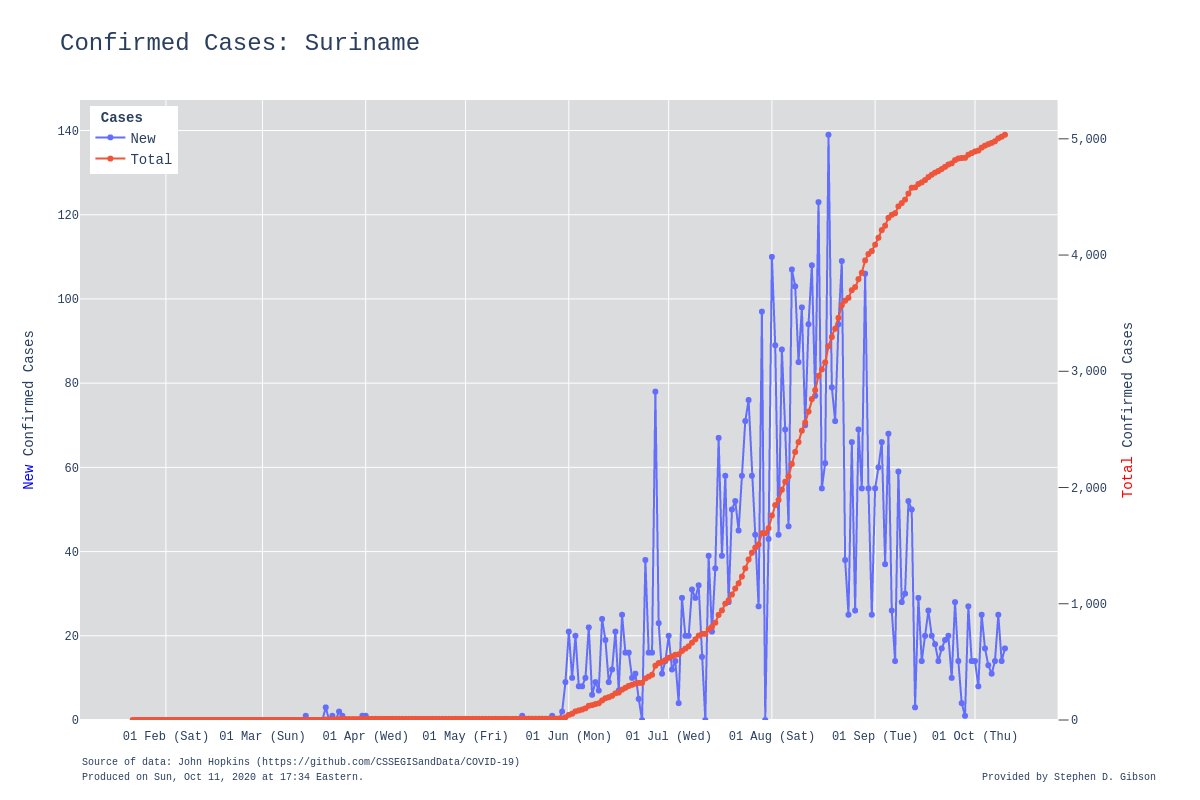 Confirmed Cases: Suriname
Cases
New
Total
140
120
100
80
60
40
20
0
5,000
4,000
3,000
2,000
1,000
0
New Confirmed Cases
Total Confirmed Cases
01 Feb (Sat) 01 Mar (Sun) 01 Apr (Wed) 01 May (Fri) 01 Jun (Mon) 01 Jul (Wed) 01 Aug (Sat) 01 Sep (Tue) 01 Oct (Thu)
Source of data: John Hopkins (https://github.com/CSSEGISandData/COVID-19)
Produced on Sun, Oct 11, 2020 at 17:34 Eastern.
Provided by Stephen D. Gibson